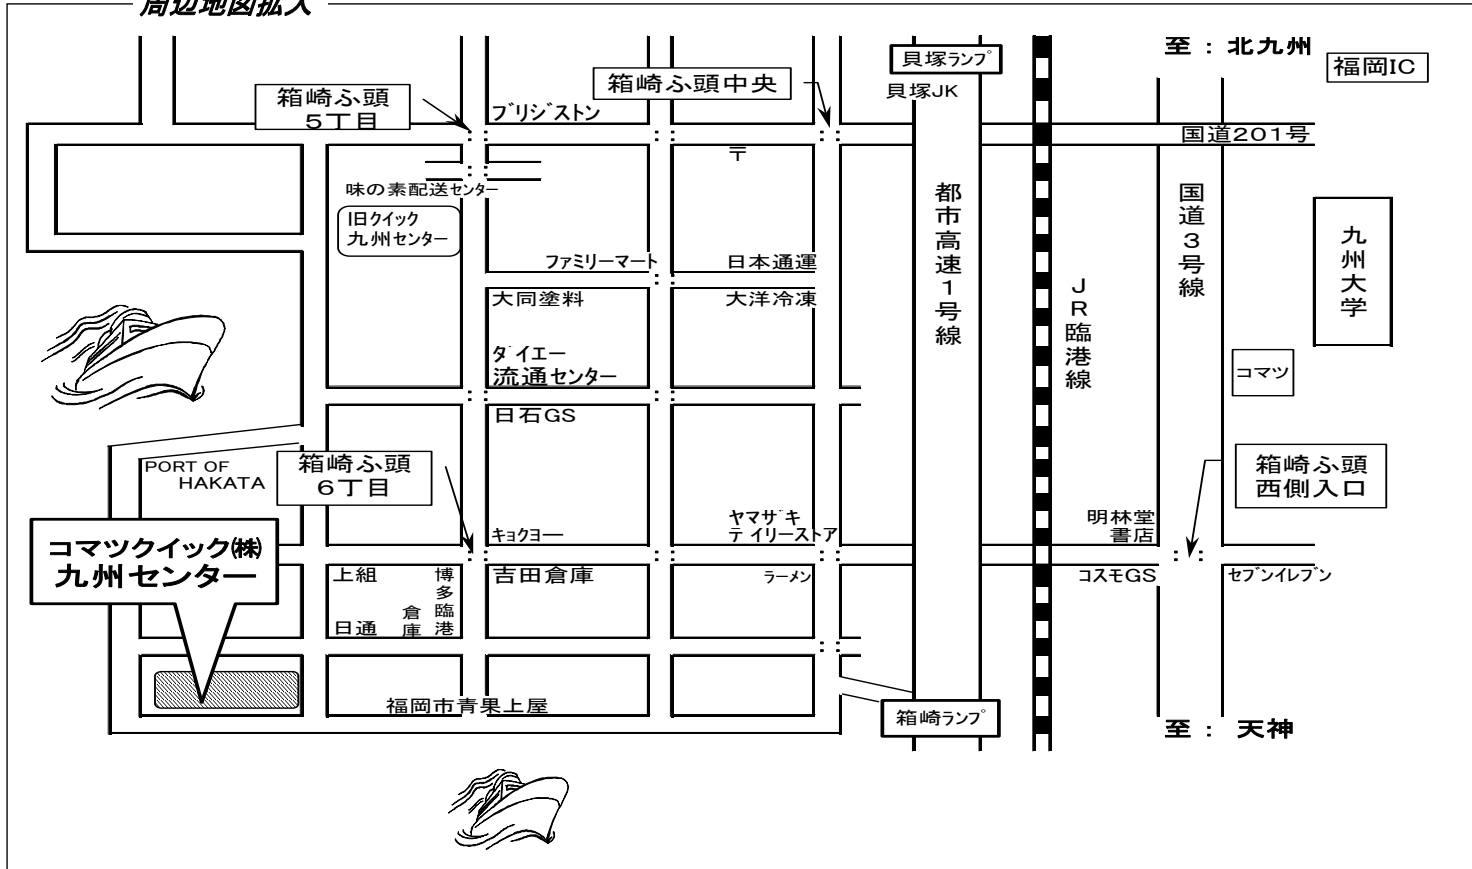 周辺地図拡大
至：北九州
福岡IC
貝塚ランプ
貝塚JK
箱崎ふ頭中央
箱崎ふ頭
5丁目
ブリジストン
国道201号
〒
味の素配送センター
旧クイック
九州センター
都市高速1号線
国道3号線
九州大学
ファミリーマート
日本通運
大同塗料
大洋冷凍
JR臨港線
ダイエー
流通センター
コマツ
日石GS
PORT OF
HAKATA
箱崎ふ頭
6丁目
箱崎ふ頭
西側入口
コマツクイック㈱
九州センター
キョクヨー
ヤマザキ
デイリーストア
明林堂
書店
上組
博多臨港
倉庫
日通
吉田倉庫
ラーメン
コスモGS
セブンイレブン
福岡市青果上屋
箱崎ランプ
至：天神